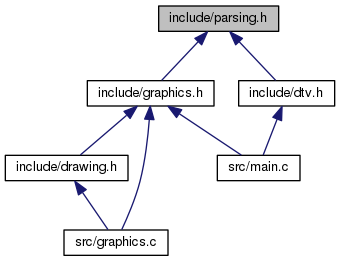 include/parsing.h
include/graphics.h
include/dtv.h
include/drawing.h
src/main.c
src/graphics.c